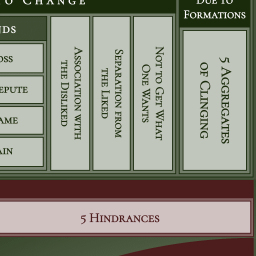 O CHANGE
DUE TO
FORMATIONS
NDS
OSS
EPUTE
AME
AIN
ASSOCIATION WITH
THE DISLIKED
SEPARATION FROM
THE LIKED
NOT TO GET WHAT
ONE WANTS
5 AGGREGATES
OF CLINGING
5 HINDRANCES